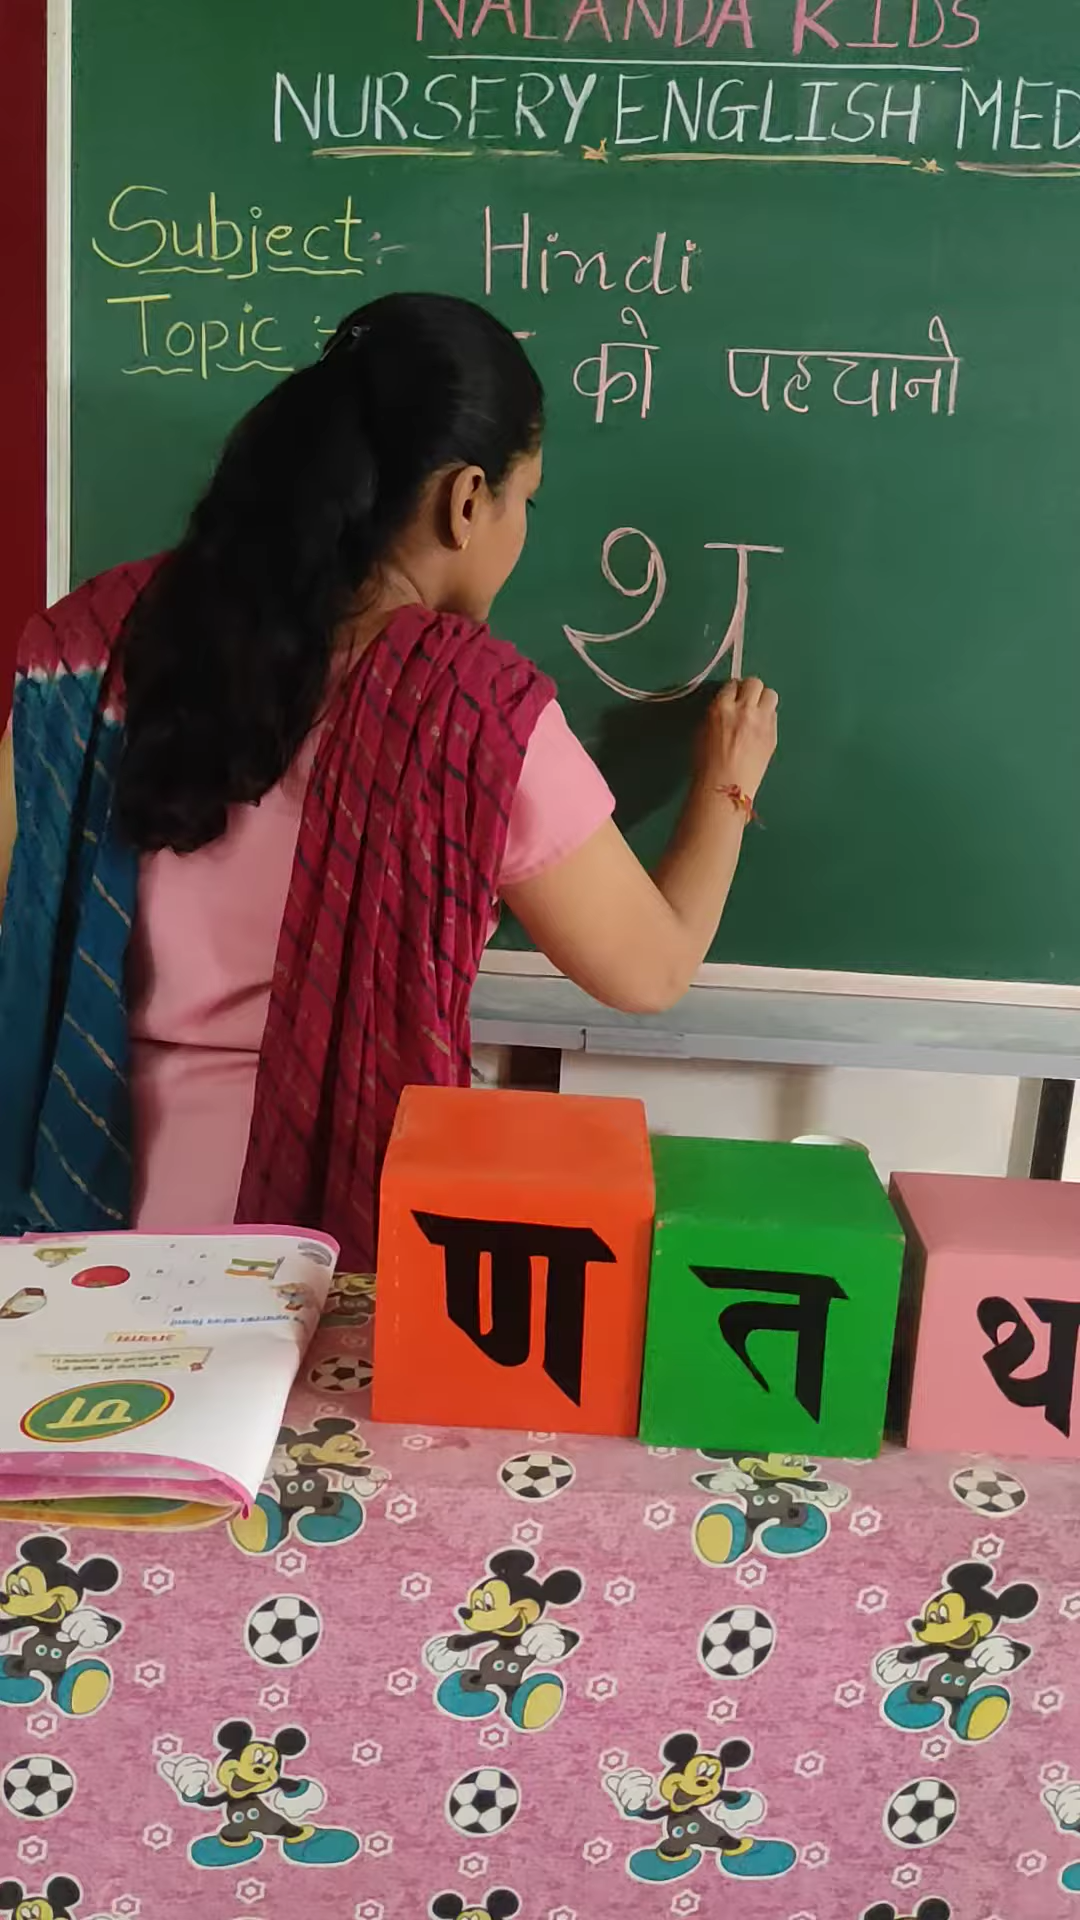 NALANDA KIDS
NURSERY ENGLISH MED
Subject:- Hindi
Topic :- को पहचानो
थ
ण त थ